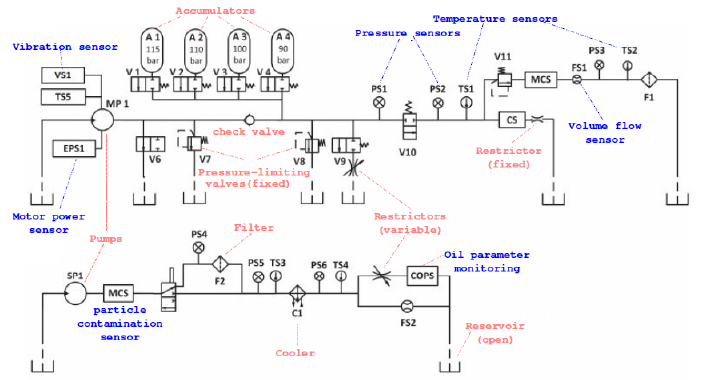 Accumulators
Temperature sensors
Pressure sensors
Vibration sensor
A 1
115
bar
A 2
110
bar
A 3
100
bar
A 4
90
bar
V 1
V 2
V 3
V 4
VS1
TS5
MP 1
EPS1
Motor power
sensor
Pumps
check valve
V6
V7
V8
V9
Pressure-limiting
valves(fixed)
PS1
PS2
TS1
V10
V11
MCS
FS1
PS3
TS2
F1
CS
Volume flow
sensor
Restrictor
(fixed)
Restrictors
(variable)
Oil parameter
monitoring
Filter
PS4
F2
PS5
TS3
PS6
TS4
C1
Cooler
SP1
MCS
particle
contamination
sensor
COPS
FS2
Reservoir
(open)